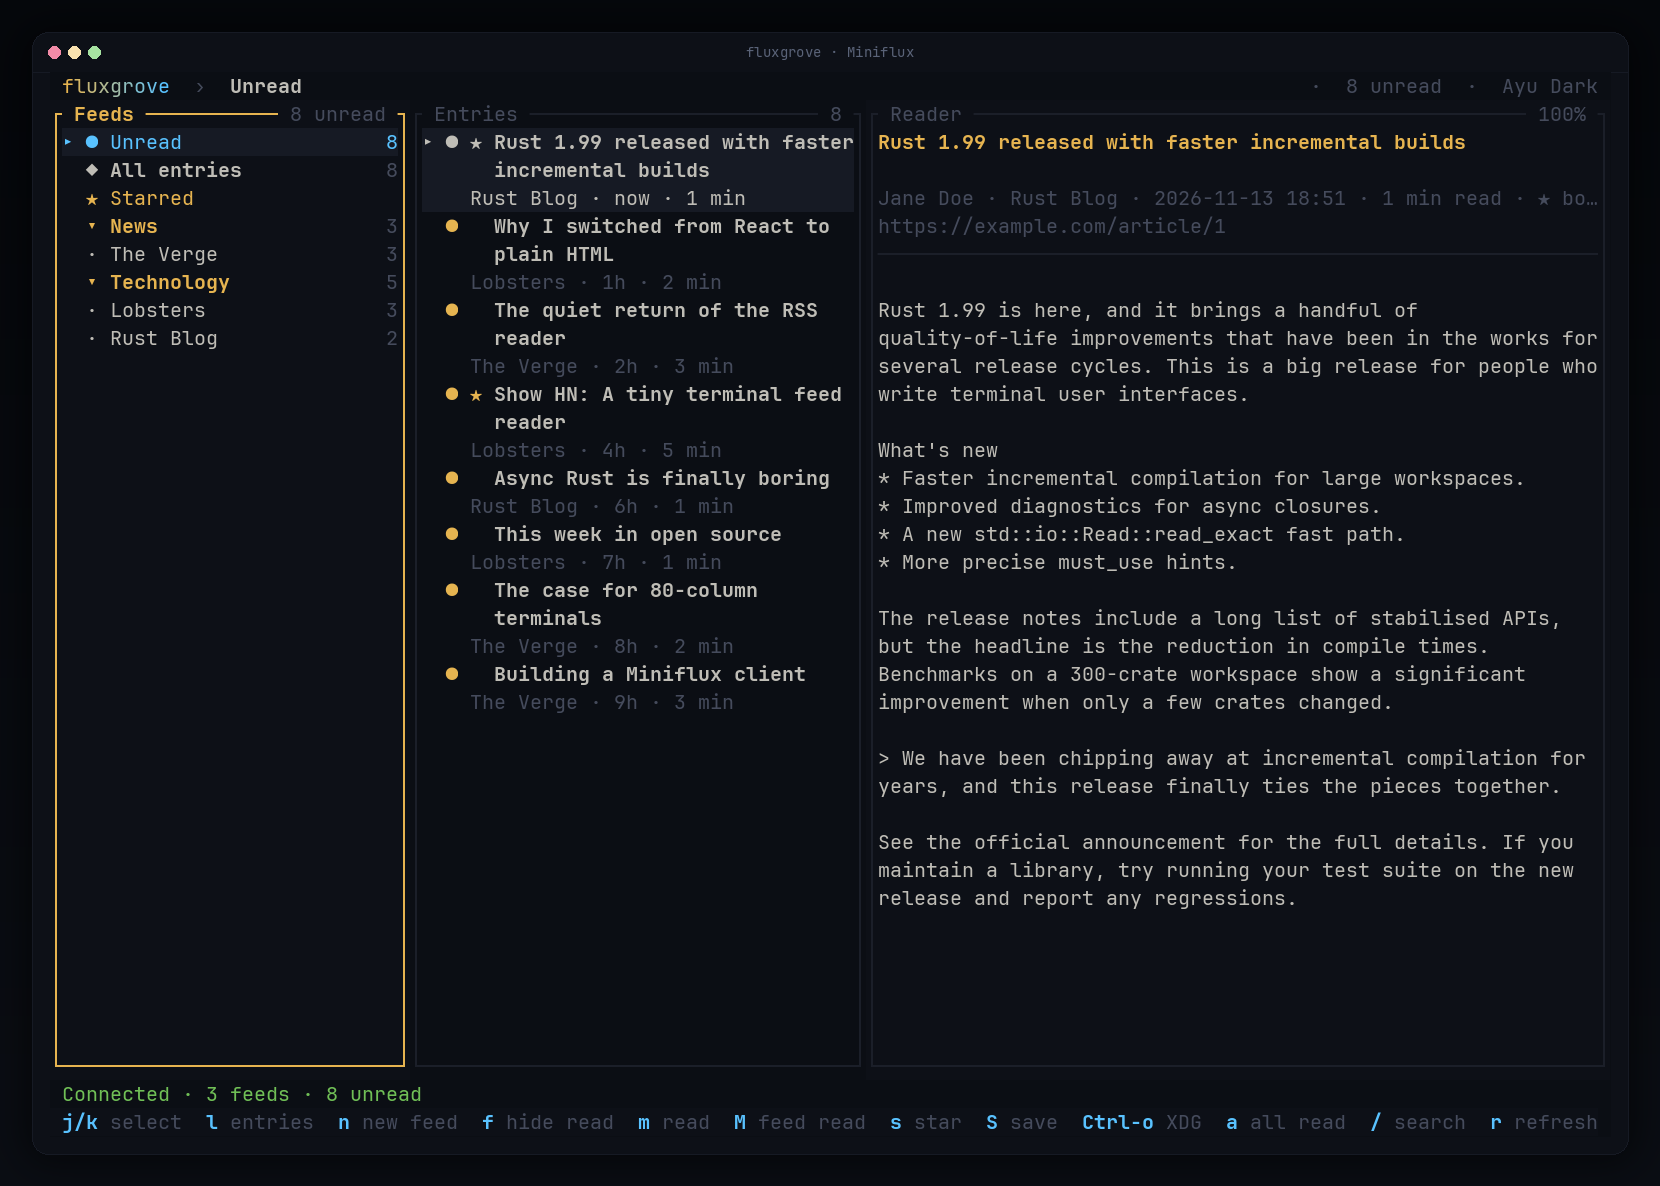 fluxgrove · Miniflux
fluxgrove › Unread · 8 unread · Ayu Dark
Feeds 8 unread
▸ ● Unread 8
◆ All entries 8
★ Starred
▾ News 3
· The Verge 3
▾ Technology 5
· Lobsters 3
· Rust Blog 2
Entries 8
▸ ● ★ Rust 1.99 released with faster
incremental builds
Rust Blog · now · 1 min
● Why I switched from React to
plain HTML
Lobsters · 1h · 2 min
● The quiet return of the RSS
reader
The Verge · 2h · 3 min
● ★ Show HN: A tiny terminal feed
reader
Lobsters · 4h · 5 min
● Async Rust is finally boring
Rust Blog · 6h · 1 min
● This week in open source
Lobsters · 7h · 1 min
● The case for 80-column
terminals
The Verge · 8h · 2 min
● Building a Miniflux client
The Verge · 9h · 3 min
Reader 100%
Rust 1.99 released with faster incremental builds
Jane Doe · Rust Blog · 2026-11-13 18:51 · 1 min read · ★ bo…
https://example.com/article/1
Rust 1.99 is here, and it brings a handful of
quality-of-life improvements that have been in the works for
several release cycles. This is a big release for people who
write terminal user interfaces.
What's new
* Faster incremental compilation for large workspaces.
* Improved diagnostics for async closures.
* A new std::io::Read::read_exact fast path.
* More precise must_use hints.
The release notes include a long list of stabilised APIs,
but the headline is the reduction in compile times.
Benchmarks on a 300-crate workspace show a significant
improvement when only a few crates changed.
> We have been chipping away at incremental compilation for
years, and this release finally ties the pieces together.
See the official announcement for the full details. If you
maintain a library, try running your test suite on the new
release and report any regressions.
Connected · 3 feeds · 8 unread
j/k select l entries n new feed f hide read m read M feed read s star S save Ctrl-o XDG a all read / search r refresh